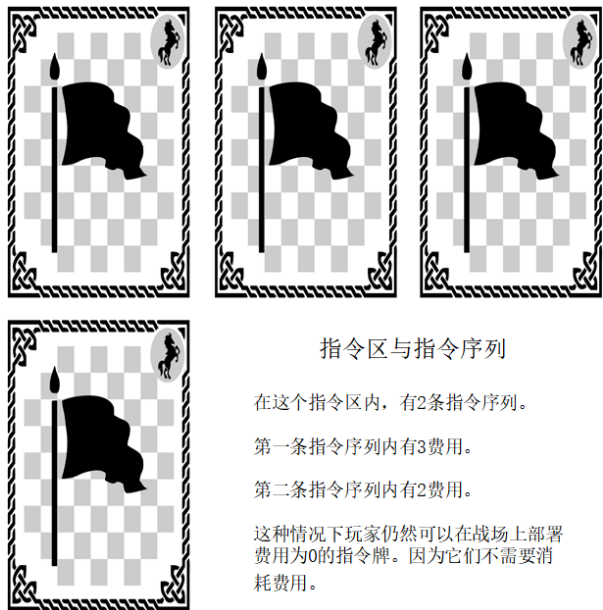 指令区与指令序列
在这个指令区内，有2条指令序列。
第一条指令序列内有3费用。
第二条指令序列内有2费用。
这种情况下玩家仍然可以在战场上部署
费用为0的指令牌。因为它们不需要消
耗费用。